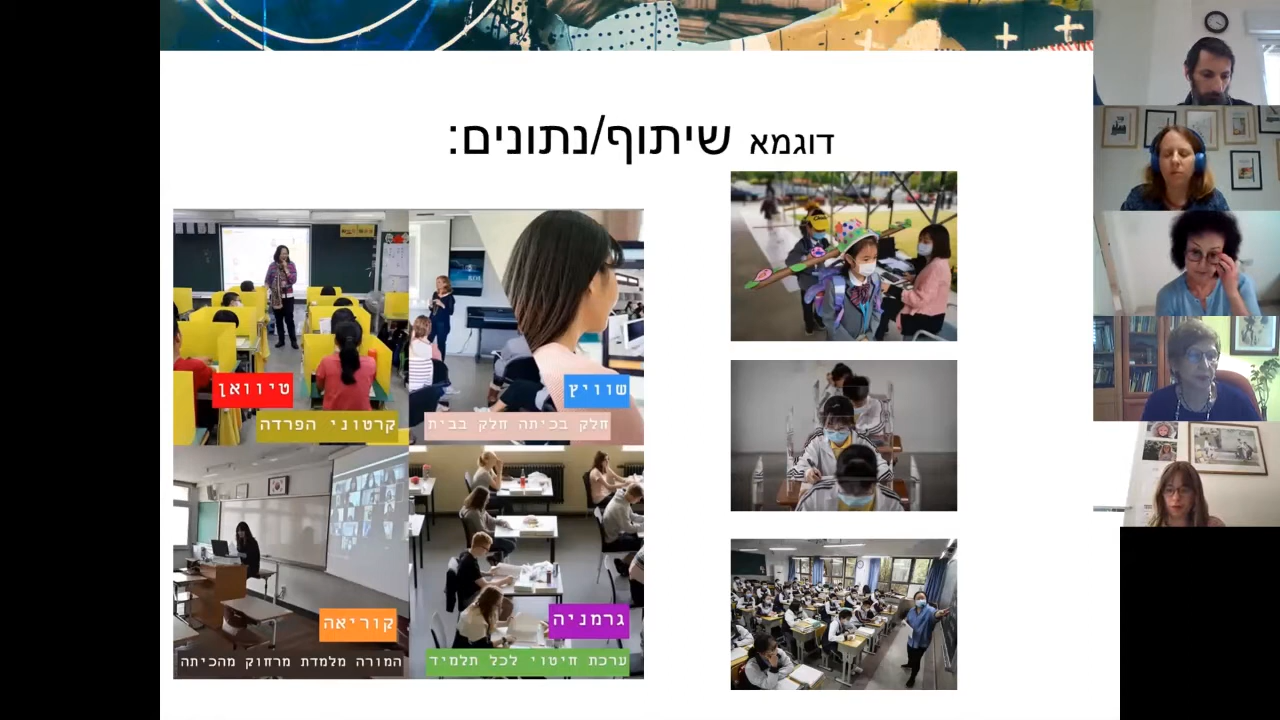 דוגמא שיתוף/נתונים:
שוויץ
חלק בכיתה חלק בבית
טיוואן
קרטוני הפרדה
גרמניה
ערכת חיטוי לכל תלמיד
קוריאה
המורה מלמדת מרחוק מהכיתה